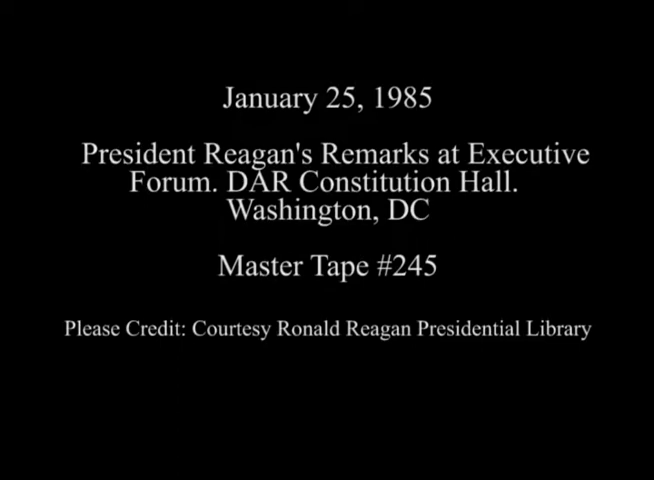 January 25, 1985
President Reagan's Remarks at Executive
Forum. DAR Constitution Hall.
Washington, DC
Master Tape #245
Please Credit: Courtesy Ronald Reagan Presidential Library